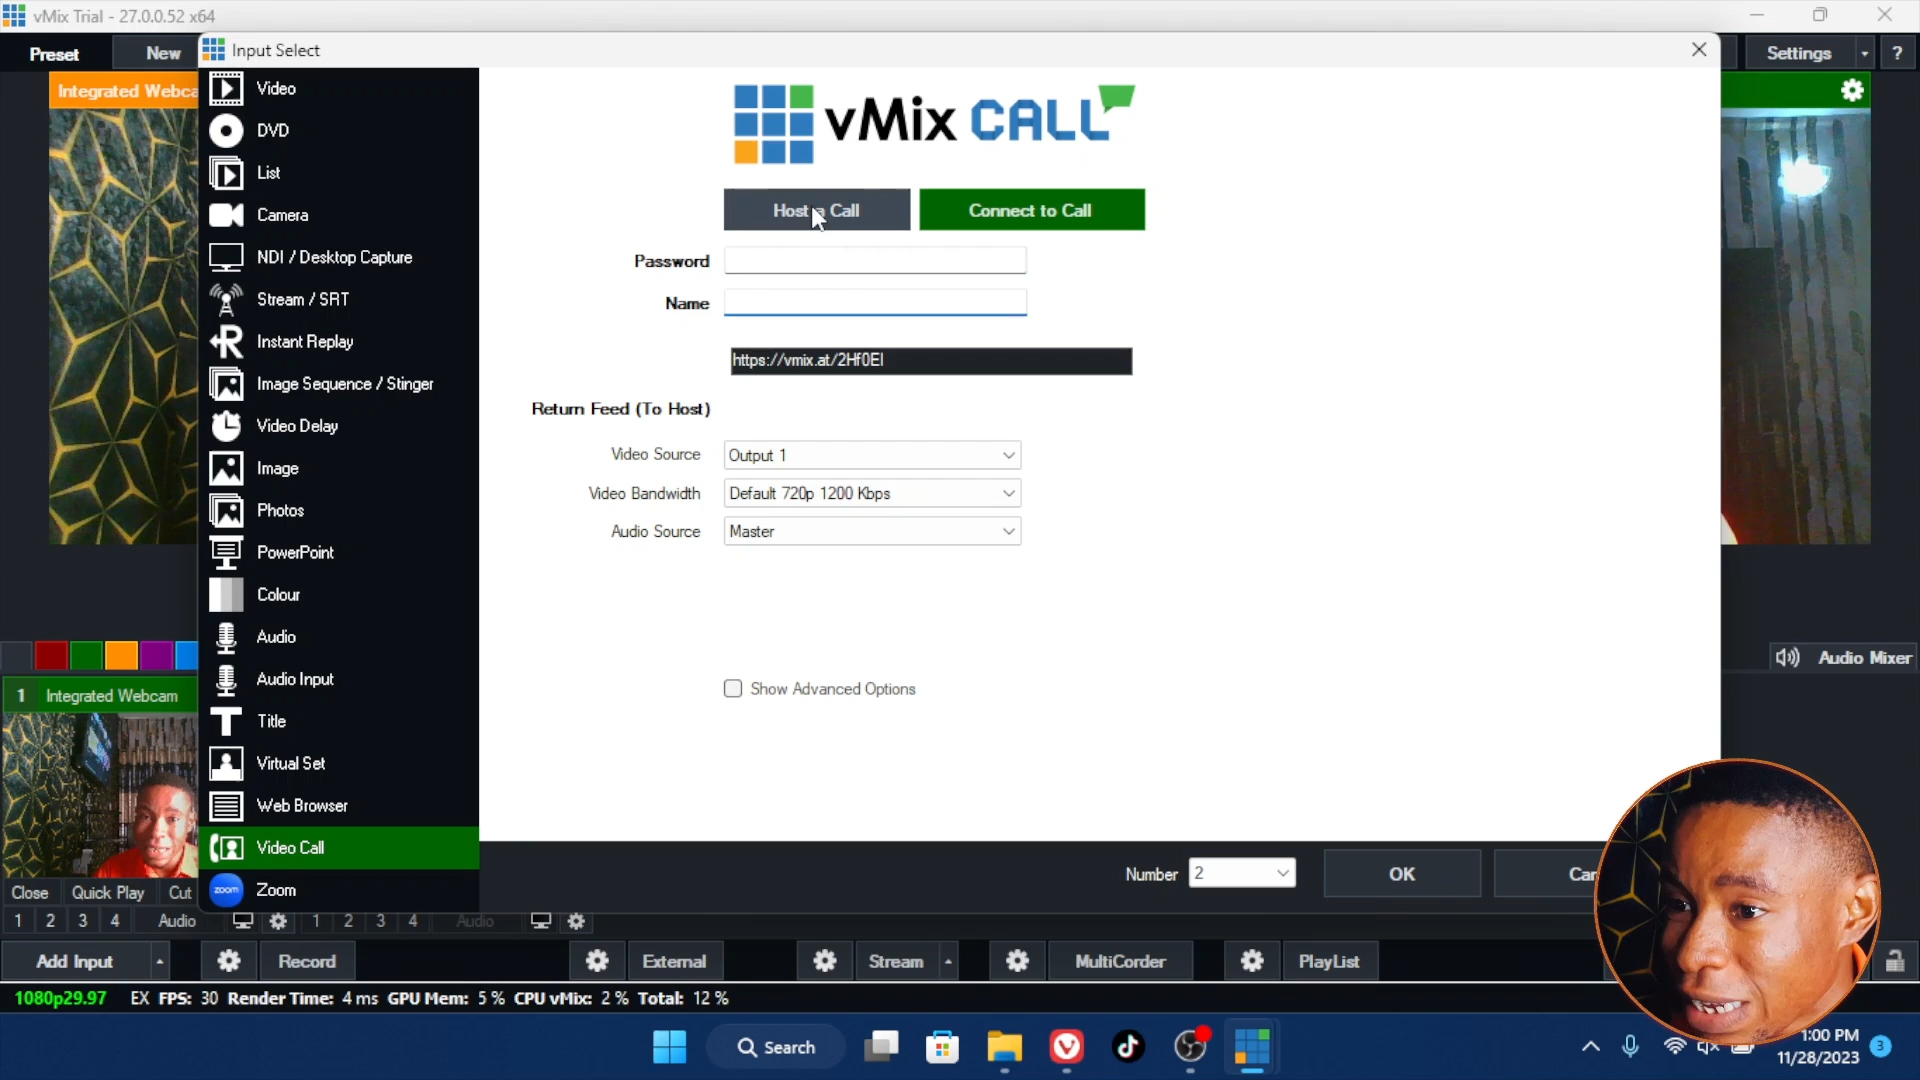 vMix Trial - 27.0.0.52 x64
Preset
New
Input Select
Settings
?
Integrated Webca
Video
DVD
List
Camera
NDI / Desktop Capture
Stream / SRT
Instant Replay
Image Sequence / Stinger
Video Delay
Image
Photos
PowerPoint
Colour
Audio
Audio Input
Title
Virtual Set
Web Browser
Video Call
zoom
Zoom
vMix CALL
Host a Call
Connect to Call
Password
Name
https://vmix.at/2Hf0EI
Return Feed (To Host)
Video Source
Output 1
Video Bandwidth
Default 720p 1200 Kbps
Audio Source
Master
Show Advanced Options
Number
2
OK
Can
Audio Mixer
1 Integrated Webcam
Close Quick Play Cut
1 2 3 4 Audio
1 2 3 4 Audio
Add Input
Record
External
Stream
MultiCorder
PlayList
1080p29.97 EX FPS: 30 Render Time: 4 ms GPU Mem: 5 % CPU vMix: 2 % Total: 12 %
Search
1:00 PM
11/28/2023
3